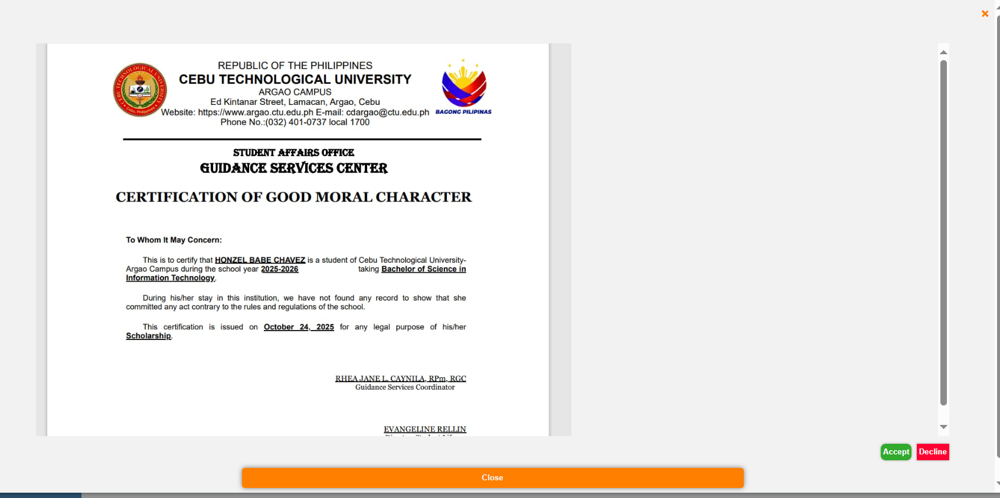 REPUBLIC OF THE PHILIPPINES
CEBU TECHNOLOGICAL UNIVERSITY
ARGAO CAMPUS
Ed Kintanar Street, Lamacan, Argao, Cebu
Website: https://www.argao.ctu.edu.ph E-mail: cdargao@ctu.edu.ph
Phone No.:(032) 401-0737 local 1700
CEBU TECHNOLOGICAL UNIVERSITY
Cebu, Philippines
BAGONG PILIPINAS
STUDENT AFFAIRS OFFICE
GUIDANCE SERVICES CENTER
CERTIFICATION OF GOOD MORAL CHARACTER
To Whom It May Concern:
This is to certify that HONZEL BABE CHAVEZ is a student of Cebu Technological University-
Argao Campus during the school year 2025-2026 taking Bachelor of Science in
Information Technology.
During his/her stay in this institution, we have not found any record to show that she
committed any act contrary to the rules and regulations of the school.
This certification is issued on October 24, 2025 for any legal purpose of his/her
Scholarship.
RHEA JANE L. CAYNILA, RPm, RGC
Guidance Services Coordinator
EVANGELINE RELLIN
Accept
Decline
Close